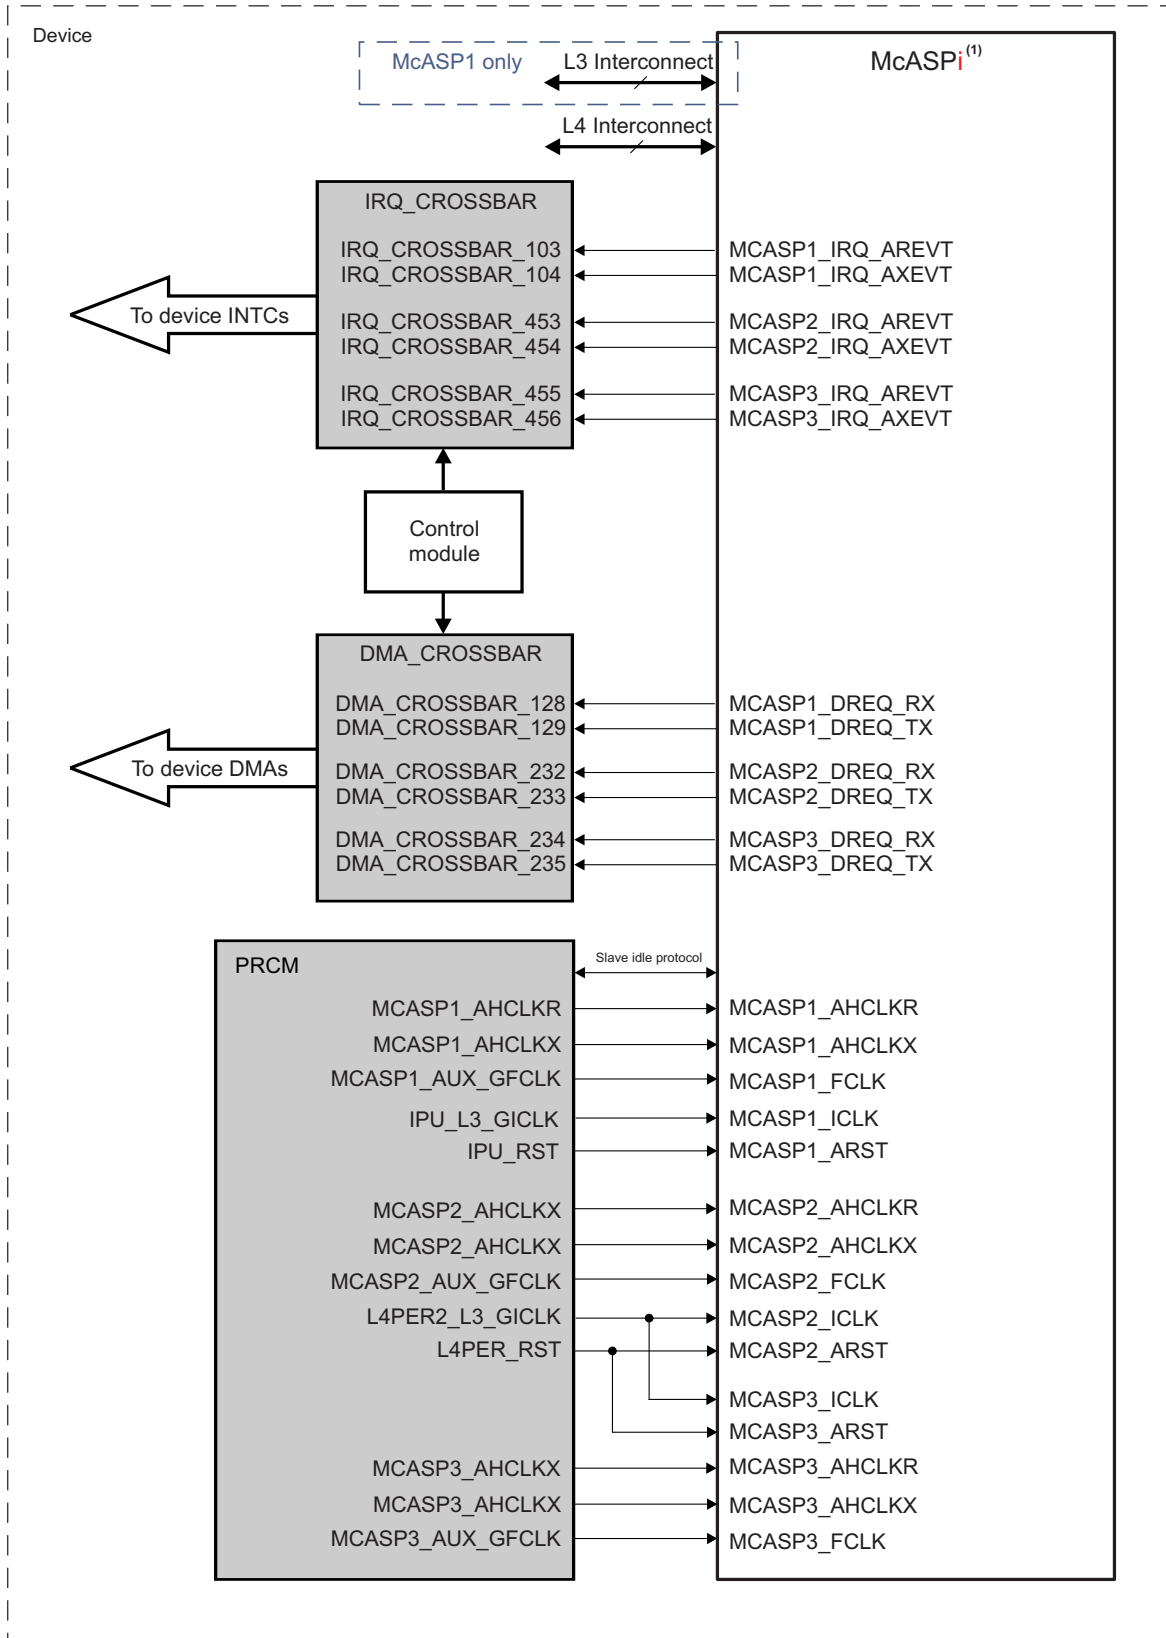 Device
McASP1 only
L3 Interconnect
McASPi(1)
L4 Interconnect
IRQ_CROSSBAR
IRQ_CROSSBAR_103
MCASP1_IRQ_AREVT
IRQ_CROSSBAR_104
MCASP1_IRQ_AXEVT
To device INTCs
IRQ_CROSSBAR_453
MCASP2_IRQ_AREVT
IRQ_CROSSBAR_454
MCASP2_IRQ_AXEVT
IRQ_CROSSBAR_455
MCASP3_IRQ_AREVT
IRQ_CROSSBAR_456
MCASP3_IRQ_AXEVT
Control
module
DMA_CROSSBAR
DMA_CROSSBAR_128
MCASP1_DREQ_RX
DMA_CROSSBAR_129
MCASP1_DREQ_TX
To device DMAs
DMA_CROSSBAR_232
MCASP2_DREQ_RX
DMA_CROSSBAR_233
MCASP2_DREQ_TX
DMA_CROSSBAR_234
MCASP3_DREQ_RX
DMA_CROSSBAR_235
MCASP3_DREQ_TX
PRCM
Slave idle protocol
MCASP1_AHCLKR
MCASP1_AHCLKR
MCASP1_AHCLKX
MCASP1_AHCLKX
MCASP1_AUX_GFCLK
MCASP1_FCLK
IPU_L3_GICLK
MCASP1_ICLK
IPU_RST
MCASP1_ARST
MCASP2_AHCLKX
MCASP2_AHCLKR
MCASP2_AHCLKX
MCASP2_AHCLKX
MCASP2_AUX_GFCLK
MCASP2_FCLK
L4PER2_L3_GICLK
MCASP2_ICLK
L4PER_RST
MCASP2_ARST
MCASP3_ICLK
MCASP3_ARST
MCASP3_AHCLKX
MCASP3_AHCLKR
MCASP3_AHCLKX
MCASP3_AHCLKX
MCASP3_AUX_GFCLK
MCASP3_FCLK